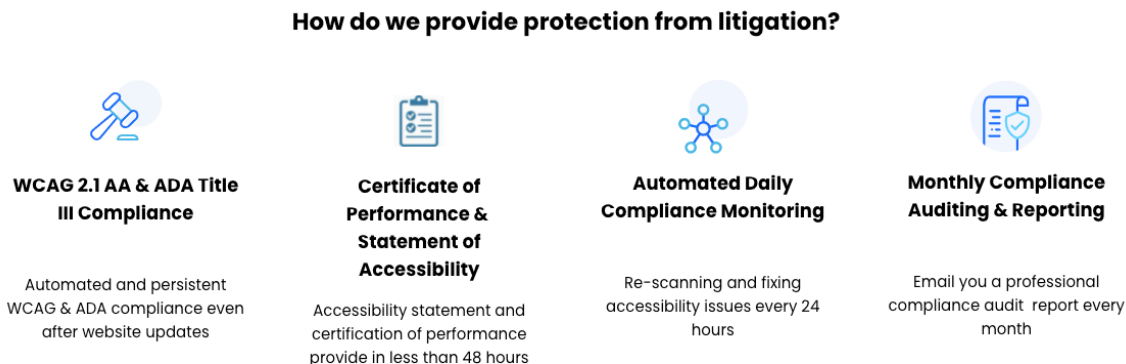 How do we provide protection from litigation?
WCAG 2.1 AA & ADA Title
III Compliance
Automated and persistent
WCAG & ADA compliance even
after website updates
Certificate of
Performance &
Statement of
Accessibility
Accessibility statement and
certification of performance
provide in less than 48 hours
Automated Daily
Compliance Monitoring
Re-scanning and fixing
accessibility issues every 24
hours
Monthly Compliance
Auditing & Reporting
Email you a professional
compliance audit report every
month